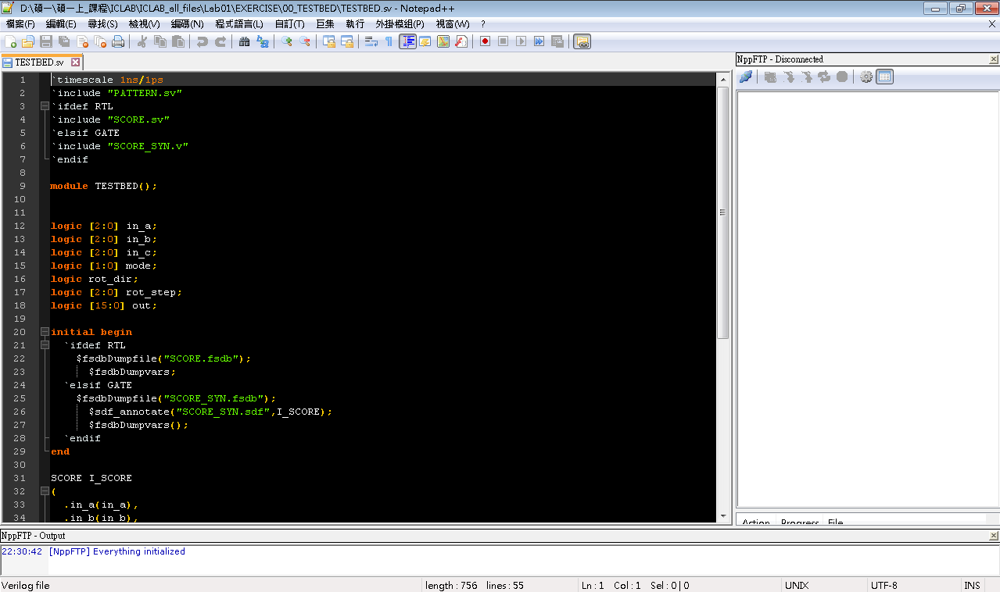 D:\碩一\碩一上_課程\ICLAB\ICLAB_all_files\Lab01\EXERCISE\00_TESTBED\TESTBED.sv - Notepad++
檔案(F) 編輯(E) 尋找(S) 檢視(V) 編碼(N) 程式語言(L) 自訂(T) 巨集 執行 外掛模組(P) 視窗(W) ? X
TESTBED.sv
NppFTP - Disconnected
1 `timescale 1ns/1ps
2 `include "PATTERN.sv"
3 `ifdef RTL
4 `include "SCORE.sv"
5 `elsif GATE
6 `include "SCORE_SYN.v"
7 `endif
8
9 module TESTBED();
10
11
12 logic [2:0] in_a;
13 logic [2:0] in_b;
14 logic [2:0] in_c;
15 logic [1:0] mode;
16 logic rot_dir;
17 logic [2:0] rot_step;
18 logic [15:0] out;
19
20 initial begin
21 `ifdef RTL
22 $fsdbDumpfile("SCORE.fsdb");
23 $fsdbDumpvars;
24 `elsif GATE
25 $fsdbDumpfile("SCORE_SYN.fsdb");
26 $sdf_annotate("SCORE_SYN.sdf",I_SCORE);
27 $fsdbDumpvars();
28 `endif
29 end
30
31 SCORE I_SCORE
32 (
33 .in_a(in_a),
34 .in_b(in_b),
Action Progress File
NppFTP - Output
22:30:42 [NppFTP] Everything initialized
Verilog file length : 756 lines : 55 Ln : 1 Col : 1 Sel : 0 | 0 UNIX UTF-8 INS